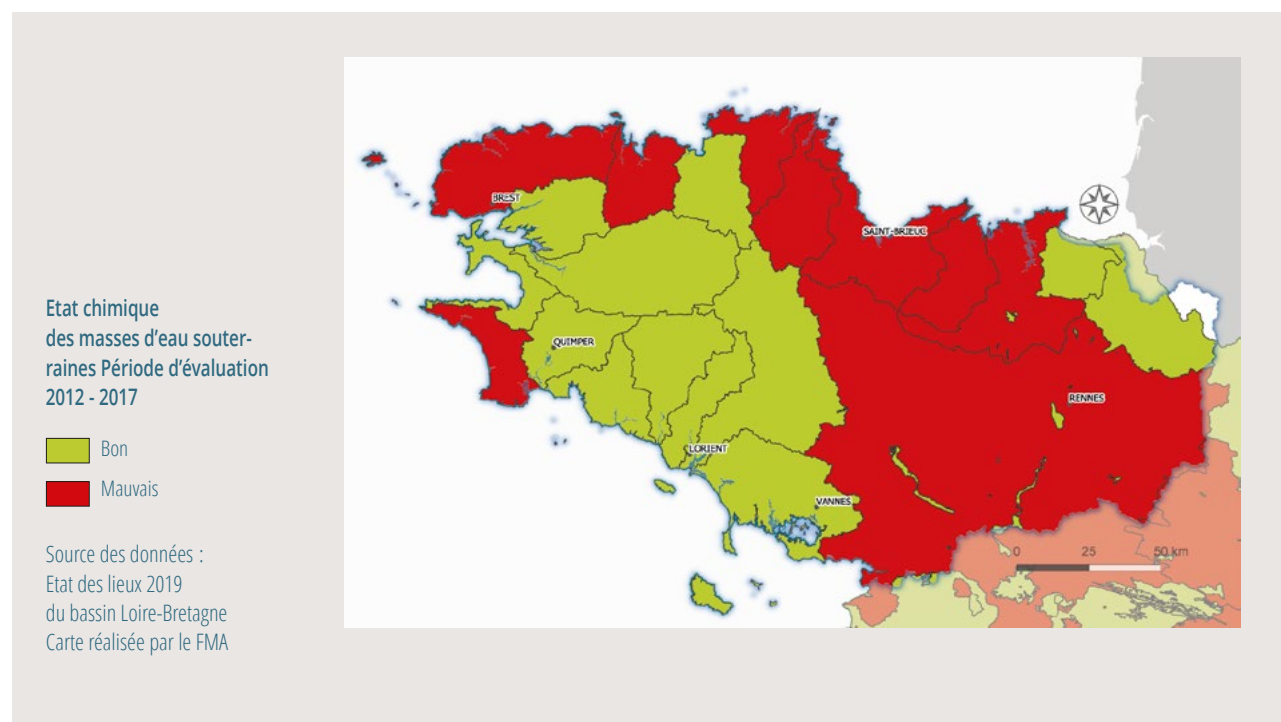 BREST
SAINT-BRIEUC
QUIMPER
RENNES
LORIENT
VANNES
0 25 50 km
Etat chimique
des masses d’eau souter-
raines Période d’évaluation
2012 - 2017
Bon
Mauvais
Source des données :
Etat des lieux 2019
du bassin Loire-Bretagne
Carte réalisée par le FMA